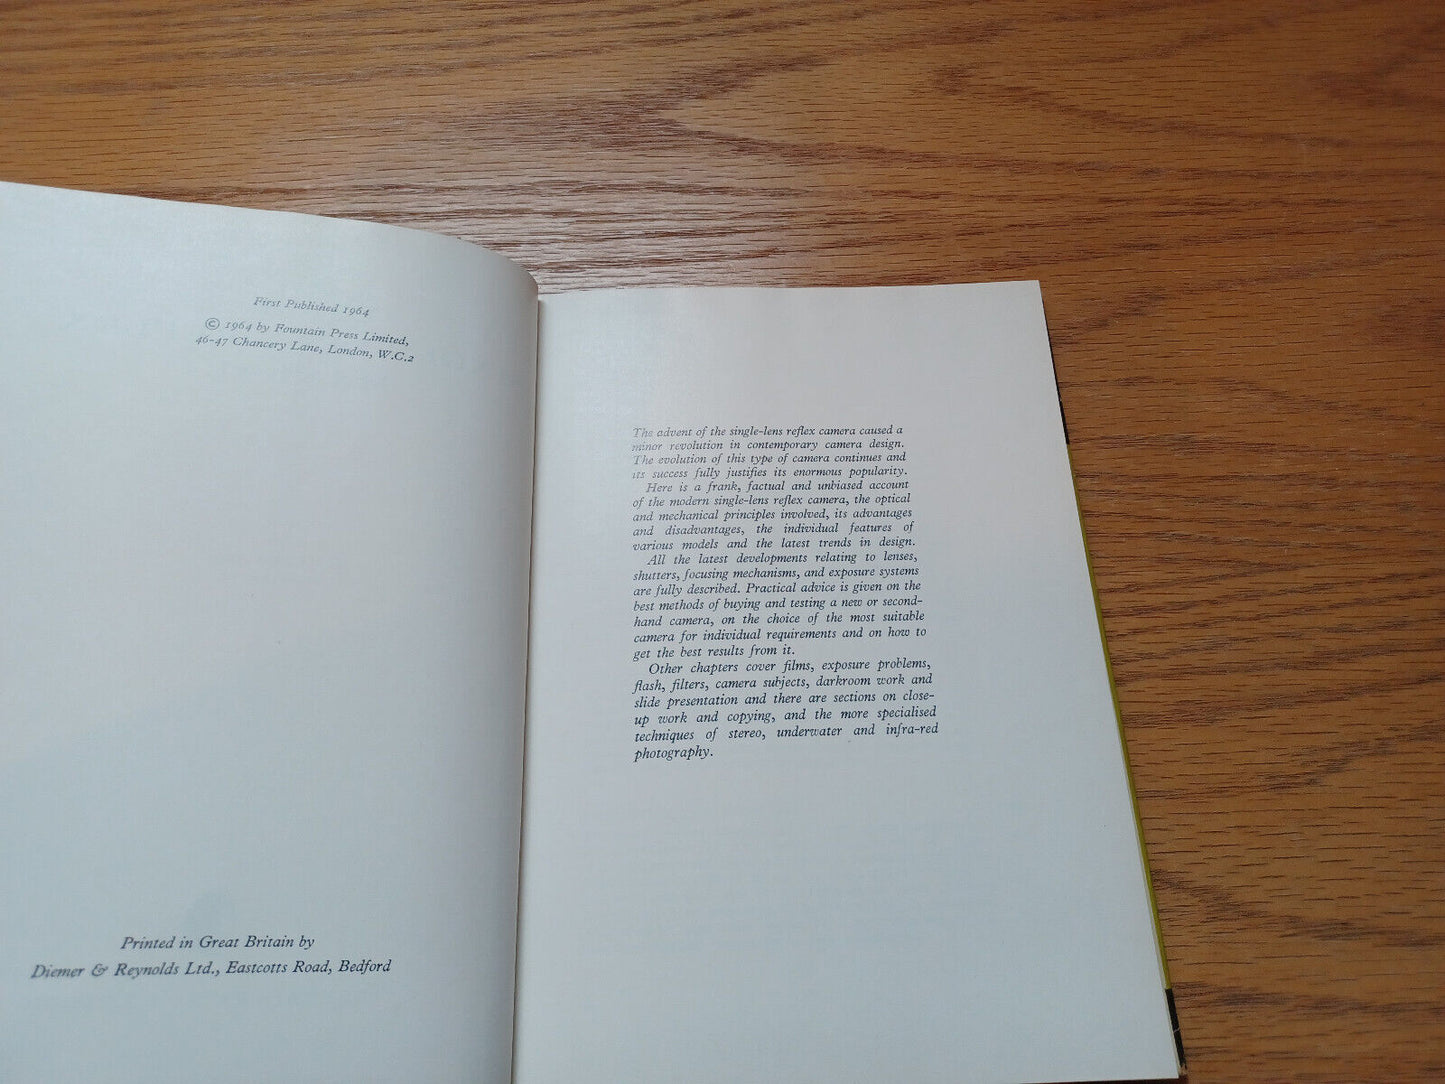 First Published 1964
© 1964 by Fountain Press Limited,
46-47 Chancery Lane, London, W.C.2
Printed in Great Britain by
Diemer & Reynolds Ltd., Eastcotts Road, Bedford
The advent of the single-lens reflex camera caused a
minor revolution in contemporary camera design.
The evolution of this type of camera continues and
its success fully justifies its enormous popularity.
Here is a frank, factual and unbiased account
of the modern single-lens reflex camera, the optical
and mechanical principles involved, its advantages
and disadvantages, the individual features of
various models and the latest trends in design.
All the latest developments relating to lenses,
shutters, focusing mechanisms, and exposure systems
are fully described. Practical advice is given on the
best methods of buying and testing a new or second-
hand camera, on the choice of the most suitable
camera for individual requirements and on how to
get the best results from it.
Other chapters cover films, exposure problems,
flash, filters, camera subjects, darkroom work and
slide presentation and there are sections on close-
up work and copying, and the more specialised
techniques of stereo, underwater and infra-red
photography.